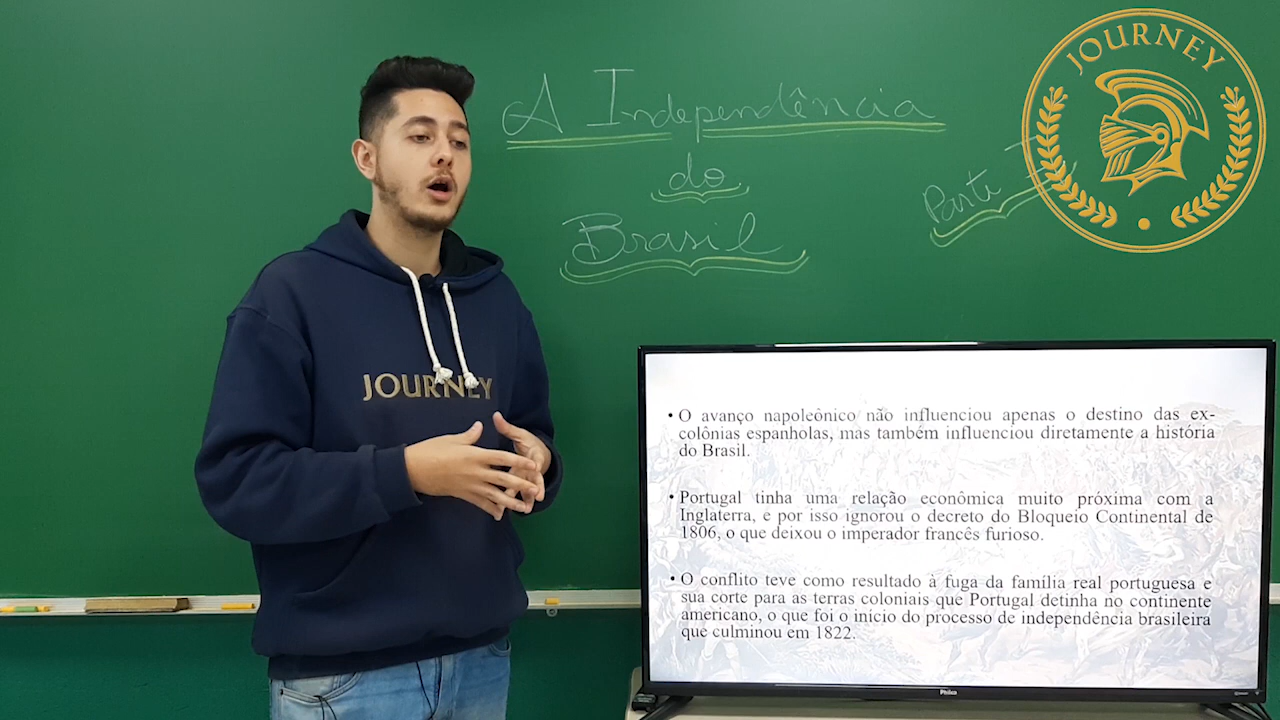 A Independência
do
Brasil
Parte
JOURNEY
JOURNEY
• O avanço napoleônico não influenciou apenas o destino das ex-
colônias espanholas, mas também influenciou diretamente a história
do Brasil.
• Portugal tinha uma relação econômica muito próxima com a
Inglaterra, e por isso ignorou o decreto do Bloqueio Continental de
1806, o que deixou o imperador francês furioso.
• O conflito teve como resultado à fuga da família real portuguesa e
sua corte para as terras coloniais que Portugal detinha no continente
americano, o que foi o início do processo de independência brasileira
que culminou em 1822.
Philco